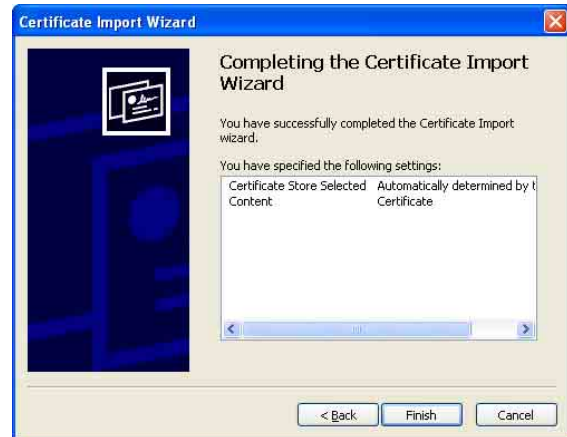 Certificate Import Wizard
Completing the Certificate Import
Wizard
You have successfully completed the Certificate Import
wizard.
You have specified the following settings:
Certificate Store Selected Automatically determined by t
Content Certificate
< Back Finish Cancel